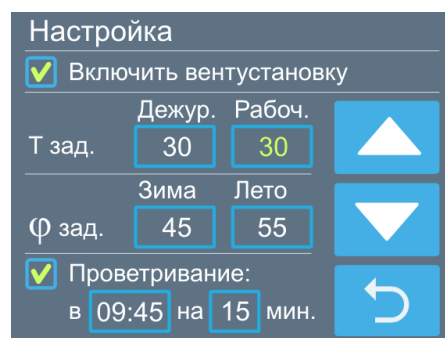 Настройка
Включить вентустановку
Дежур. Рабоч.
Т зад. 30 30
Зима Лето
φ зад. 45 55
Проветривание:
в 09:45 на 15 мин.